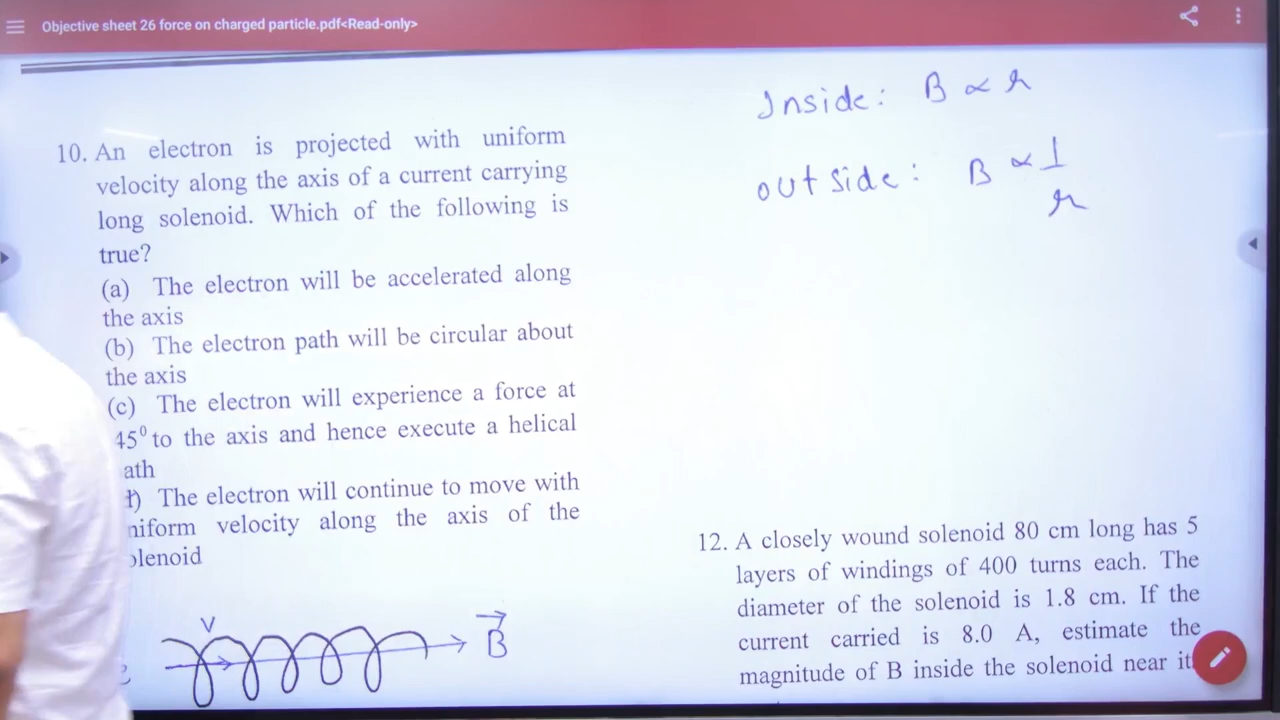 Objective sheet 26 force on charged particle.pdf<Read-only>
10. An electron is projected with uniform
velocity along the axis of a current carrying
long solenoid. Which of the following is
true?
(a) The electron will be accelerated along
the axis
(b) The electron path will be circular about
the axis
(c) The electron will experience a force at
45⁰ to the axis and hence execute a helical
ath
The electron will continue to move with
niform velocity along the axis of the
olenoid
V
B⃗
e
Inside: B ∝ r
outside: B ∝ 1
r
12. A closely wound solenoid 80 cm long has 5
layers of windings of 400 turns each. The
diameter of the solenoid is 1.8 cm. If the
current carried is 8.0 A, estimate the
magnitude of B inside the solenoid near it